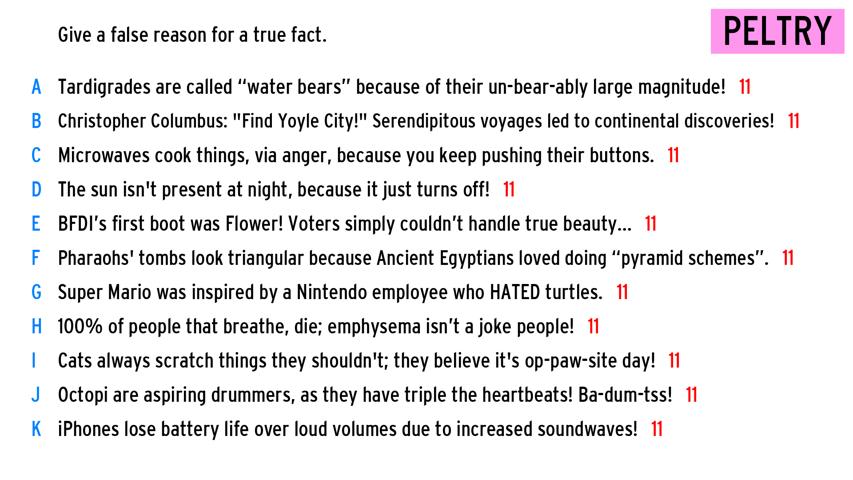 Give a false reason for a true fact.
PELTRY
A Tardigrades are called “water bears” because of their un-bear-ably large magnitude! 11
B Christopher Columbus: "Find Yoyle City!" Serendipitous voyages led to continental discoveries! 11
C Microwaves cook things, via anger, because you keep pushing their buttons. 11
D The sun isn't present at night, because it just turns off! 11
E BFDI’s first boot was Flower! Voters simply couldn’t handle true beauty... 11
F Pharaohs' tombs look triangular because Ancient Egyptians loved doing “pyramid schemes”. 11
G Super Mario was inspired by a Nintendo employee who HATED turtles. 11
H 100% of people that breathe, die; emphysema isn’t a joke people! 11
I Cats always scratch things they shouldn't; they believe it's op-paw-site day! 11
J Octopi are aspiring drummers, as they have triple the heartbeats! Ba-dum-tss! 11
K iPhones lose battery life over loud volumes due to increased soundwaves! 11